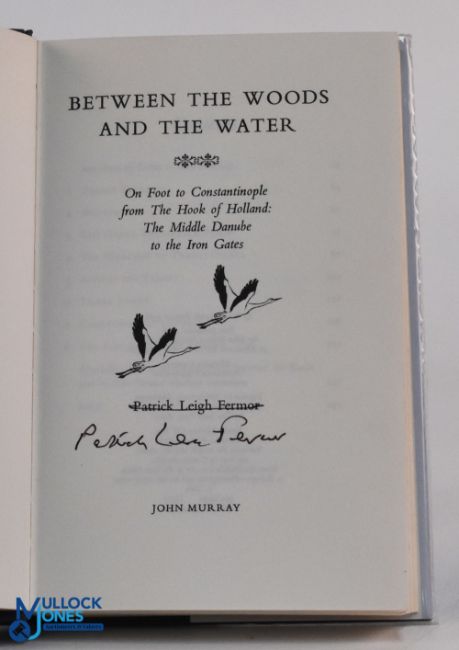 BETWEEN THE WOODS
AND THE WATER
On Foot to Constantinople
from The Hook of Holland:
The Middle Danube
to the Iron Gates
Patrick Leigh Fermor
Patrick Leigh Fermor
JOHN MURRAY
MULLOCK
JONES